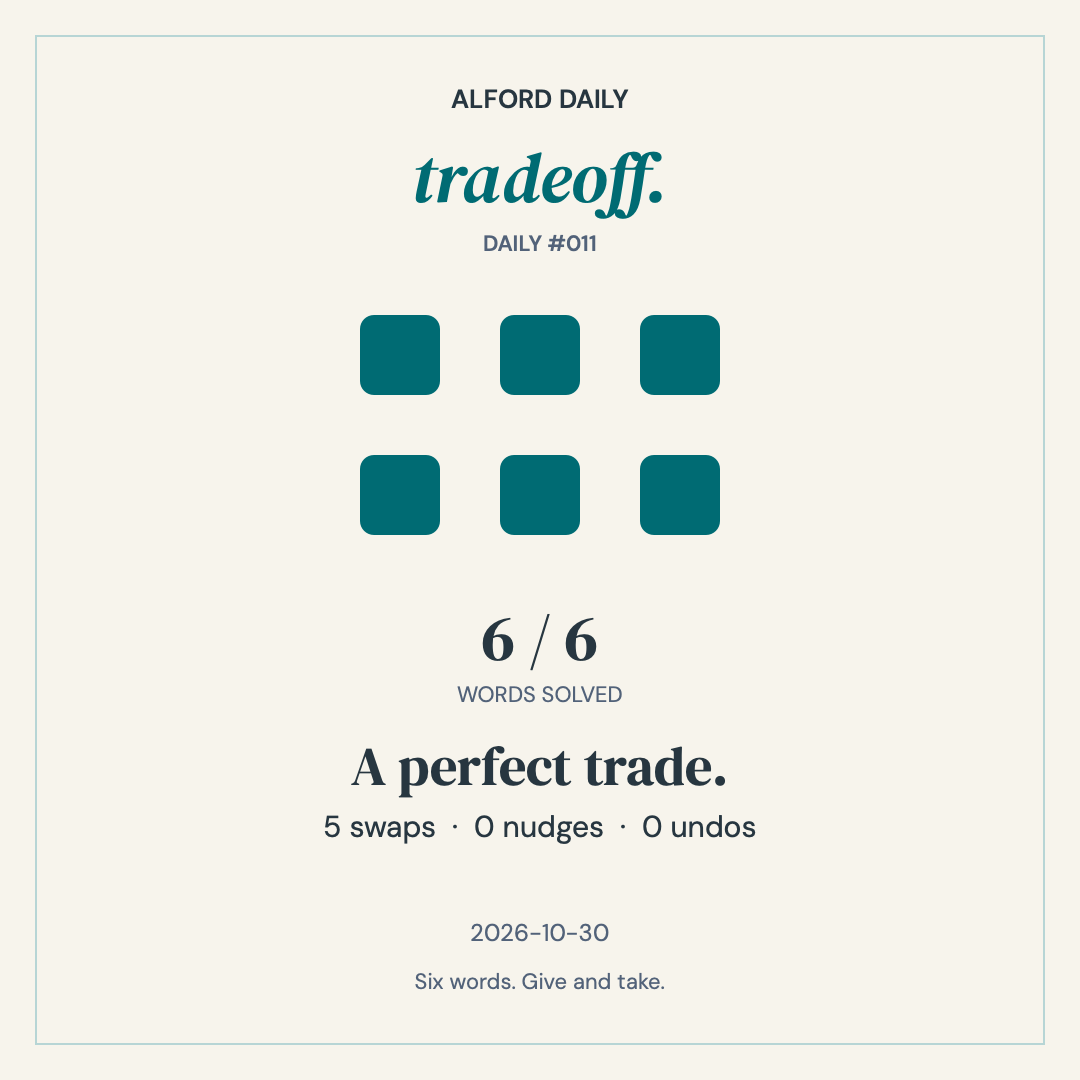 ALFORD DAILY
tradeoff.
DAILY #011
6 / 6
WORDS SOLVED
A perfect trade.
5 swaps · 0 nudges · 0 undos
2026-10-30
Six words. Give and take.